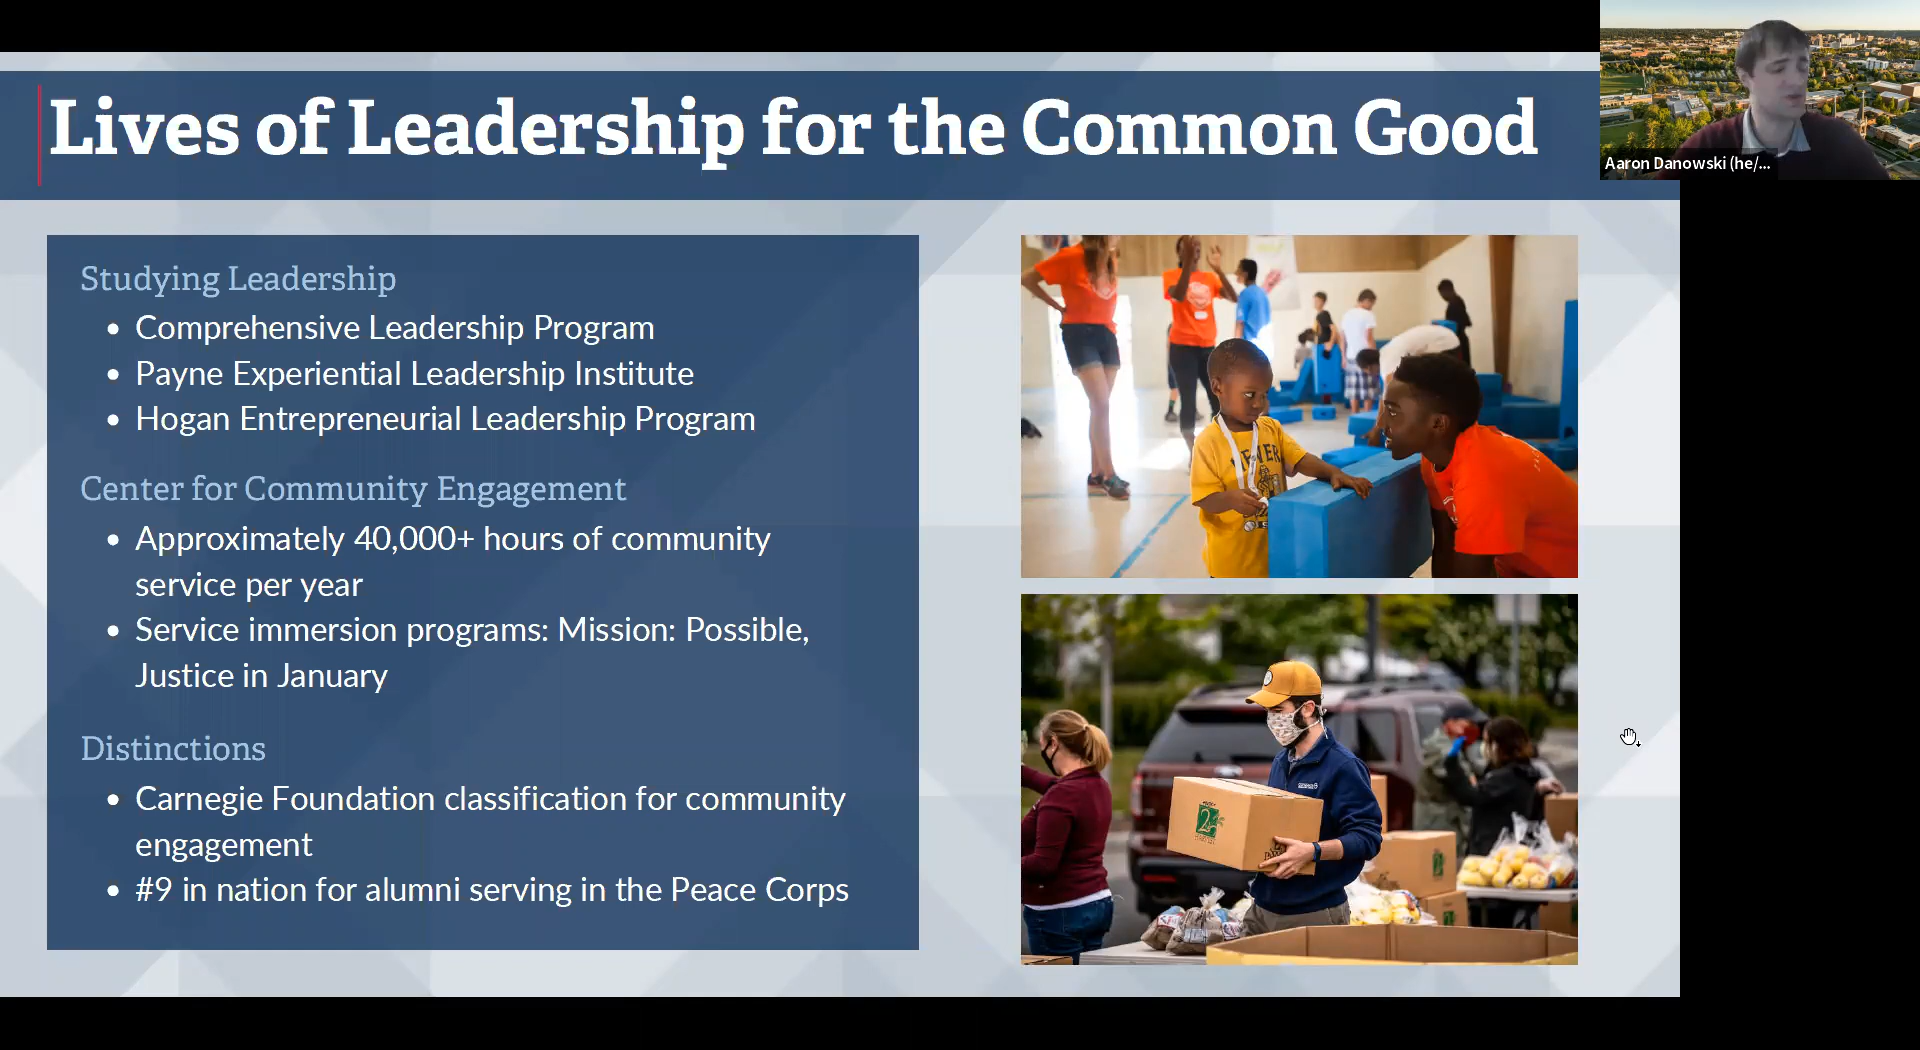 Lives of Leadership for the Common Good
Aaron Danowski (he/...
Studying Leadership
• Comprehensive Leadership Program
• Payne Experiential Leadership Institute
• Hogan Entrepreneurial Leadership Program
Center for Community Engagement
• Approximately 40,000+ hours of community
service per year
• Service immersion programs: Mission: Possible,
Justice in January
Distinctions
• Carnegie Foundation classification for community
engagement
• #9 in nation for alumni serving in the Peace Corps